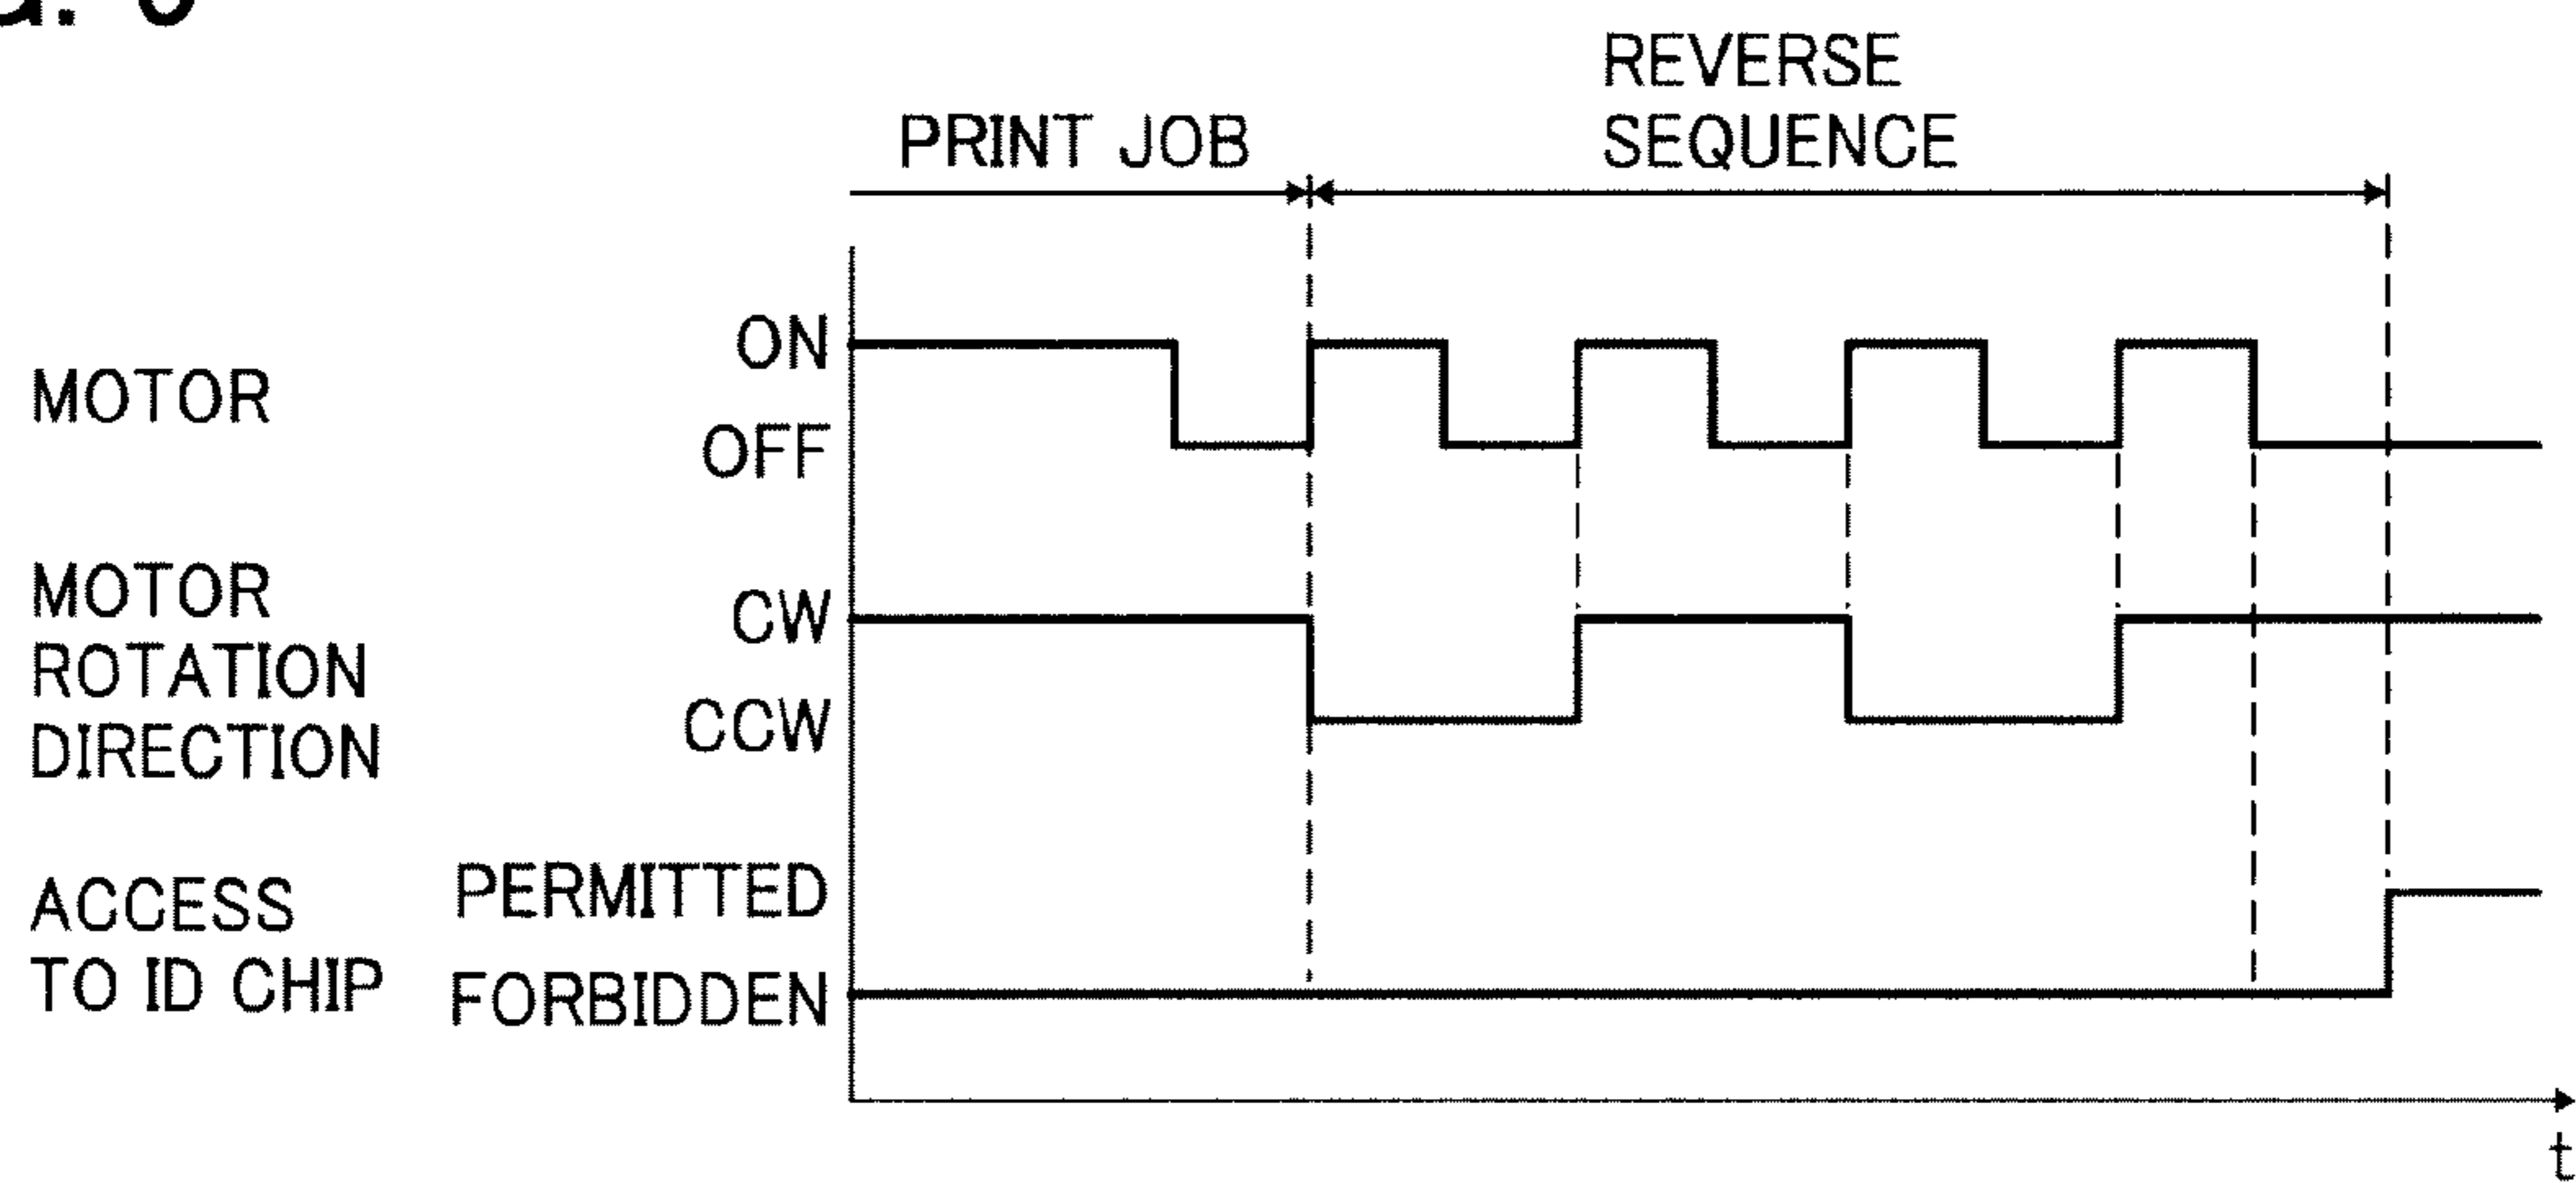 REVERSE
PRINT JOB SEQUENCE
ON
MOTOR
OFF
MOTOR
ROTATION
DIRECTION
CW
CCW
ACCESS
TO ID CHIP
PERMITTED
FORBIDDEN
t